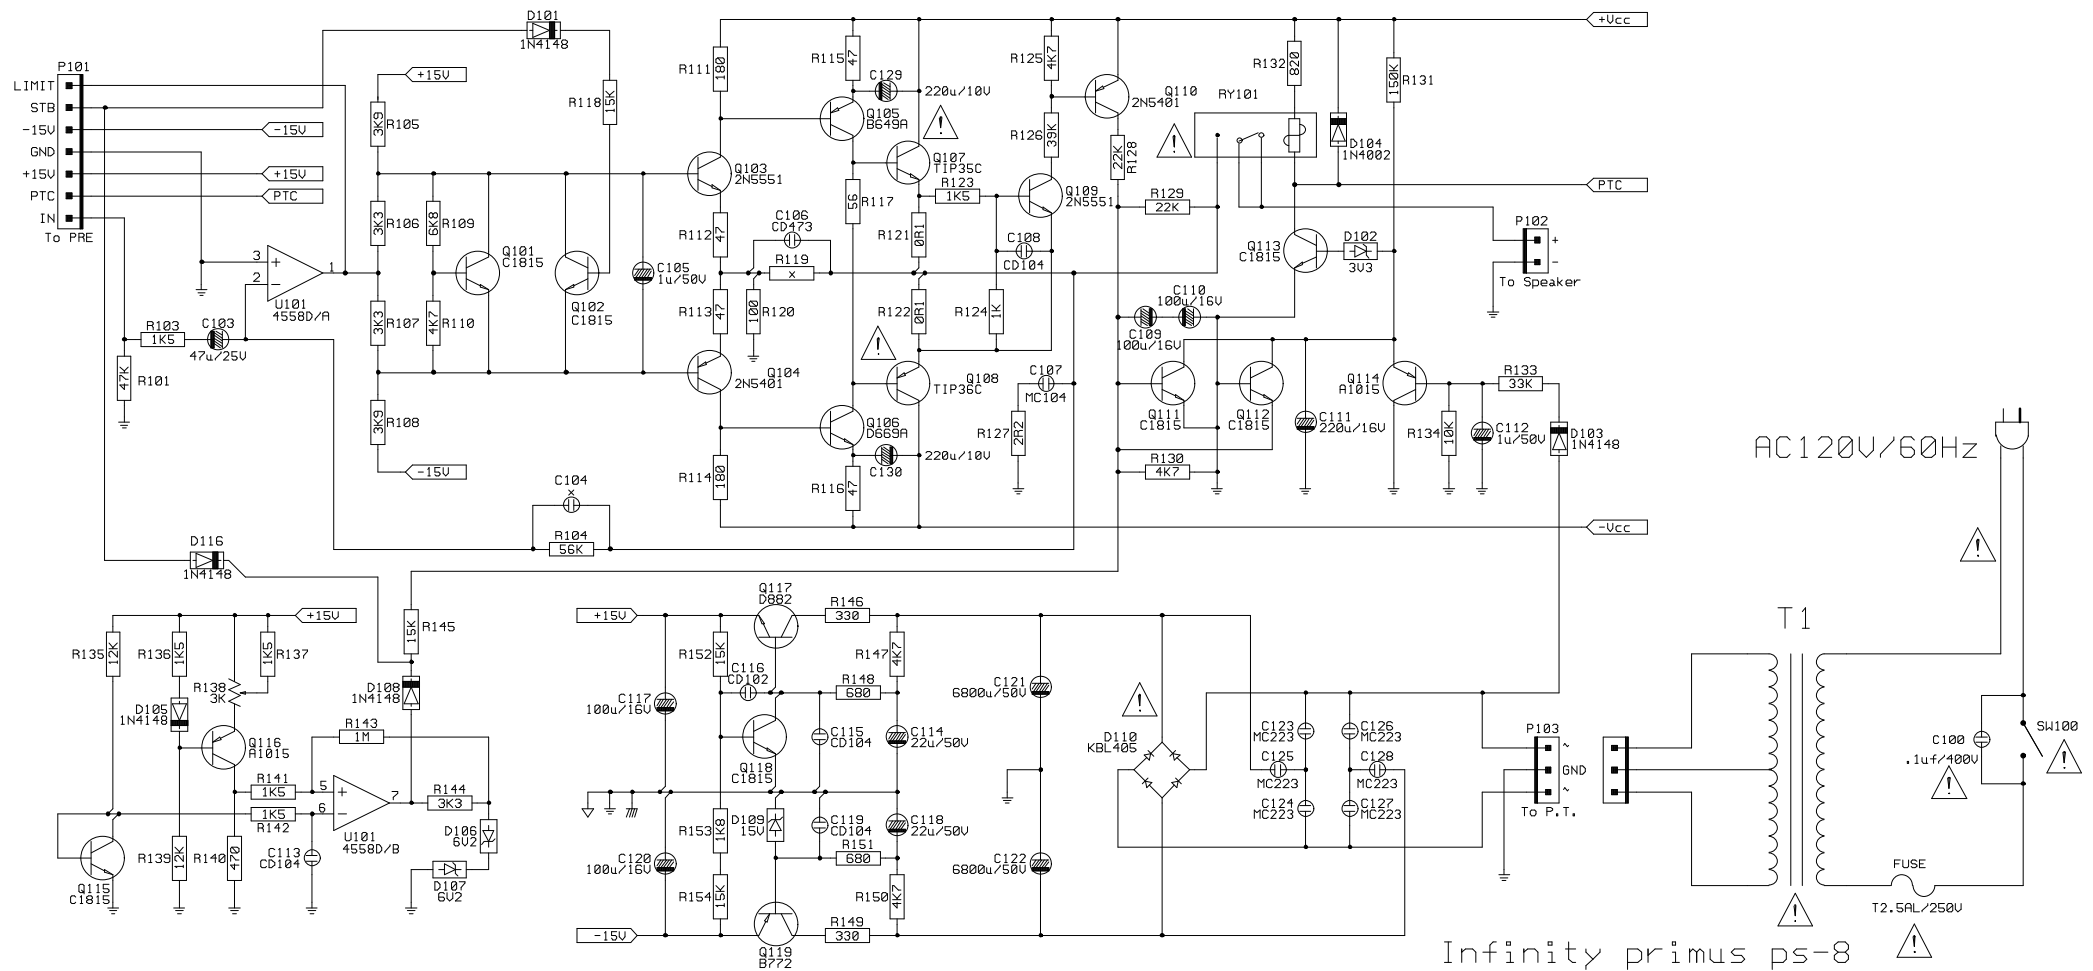 P101
LIMIT
STB
-15V
GND
+15V
PTC
IN
To PRE
-15V
+15V
PTC
D101
1N4148
R118
15K
+15V
R105
3K9
R106
3K3
R109
6K8
Q101
C1815
Q102
C1815
C105
1u/50V
3
+
2
−
1
U101
4558D/A
R107
3K3
R110
4K7
R103
1K5
C103
47u/25V
R101
47K
R108
3K9
-15V
R111
180
Q103
2N5551
R112
47
R113
47
Q104
2N5401
R114
180
C106
CD473
R119
x
R120
100
R115
47
C129
220u/10V
Q105
B649A
!
Q107
TIP35C
R117
56
R123
1K5
R121
0R1
R122
0R1
!
Q108
TIP36C
Q106
D669A
220u/10V
C130
R116
47
R125
4K7
R126
39K
Q109
2N5551
C108
CD104
R124
1K
C107
MC104
R127
2R2
Q110
2N5401
R128
22K
R129
22K
!
RY101
R132
820
D104
1N4002
R131
150K
+Vcc
PTC
Q113
C1815
D102
3V3
P102
+
−
To Speaker
C110
100u/16V
C109
100u/16V
Q111
C1815
Q112
C1815
C111
220u/16V
Q114
A1015
R133
33K
R134
10K
C112
1u/50V
D103
1N4148
R130
4K7
-Vcc
C104
x
R104
56K
D116
1N4148
AC120V/60Hz
!
+15V
R135
12K
R136
1K5
R137
1K5
R138
3K
D105
1N4148
Q116
A1015
R145
15K
D108
1N4148
R143
1M
R141
1K5
5
+
6
−
7
1K5
R142
U101
4558D/B
R144
3K3
D106
6V2
D107
6V2
C113
CD104
R139
12K
R140
470
Q115
C1815
+15V
Q117
D882
R146
330
R152
15K
C116
CD102
R147
4K7
R148
680
C117
100u/16V
Q118
C1815
C115
CD104
C114
22u/50V
R153
1K8
D109
15V
C119
CD104
C118
22u/50V
R151
680
C120
100u/16V
R154
15K
R150
4K7
R149
330
-15V
Q119
B772
C121
6800u/50V
C122
6800u/50V
!
D110
KBL405
C123
MC223
C126
MC223
C125
MC223
C128
MC223
C124
MC223
C127
MC223
P103
~
GND
~
To P.T.
T1
!
C100
.1uf/400V
!
SW100
!
FUSE
T2.5AL/250V
!
Infinity primus ps-8